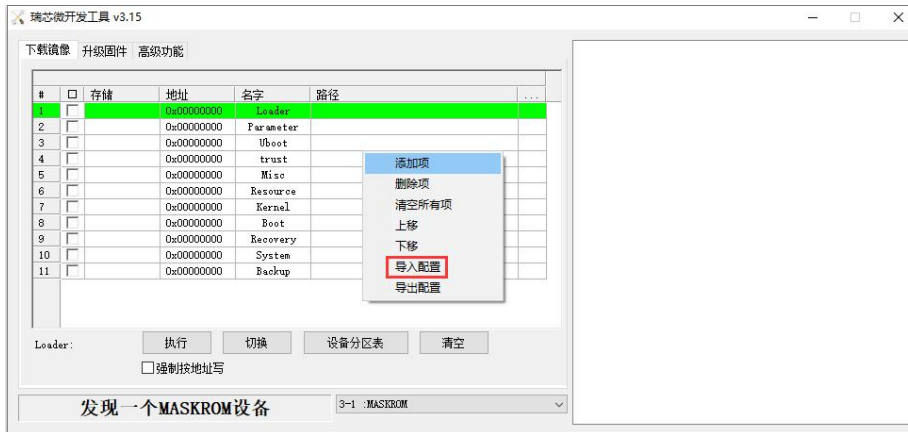 瑞芯微开发工具 v3.15
下载镜像 升级固件 高级功能
# 存储 地址 名字 路径 ...
1 0x00000000 Loader
2 0x00000000 Parameter
3 0x00000000 Uboot
4 0x00000000 trust
5 0x00000000 Misc
6 0x00000000 Resource
7 0x00000000 Kernel
8 0x00000000 Boot
9 0x00000000 Recovery
10 0x00000000 System
11 0x00000000 Backup
添加项
删除项
清空所有项
上移
下移
导入配置
导出配置
Loader: 执行 切换 设备分区表 清空
强制按地址写
发现一个MASKROM设备 3-1 :MASKROM